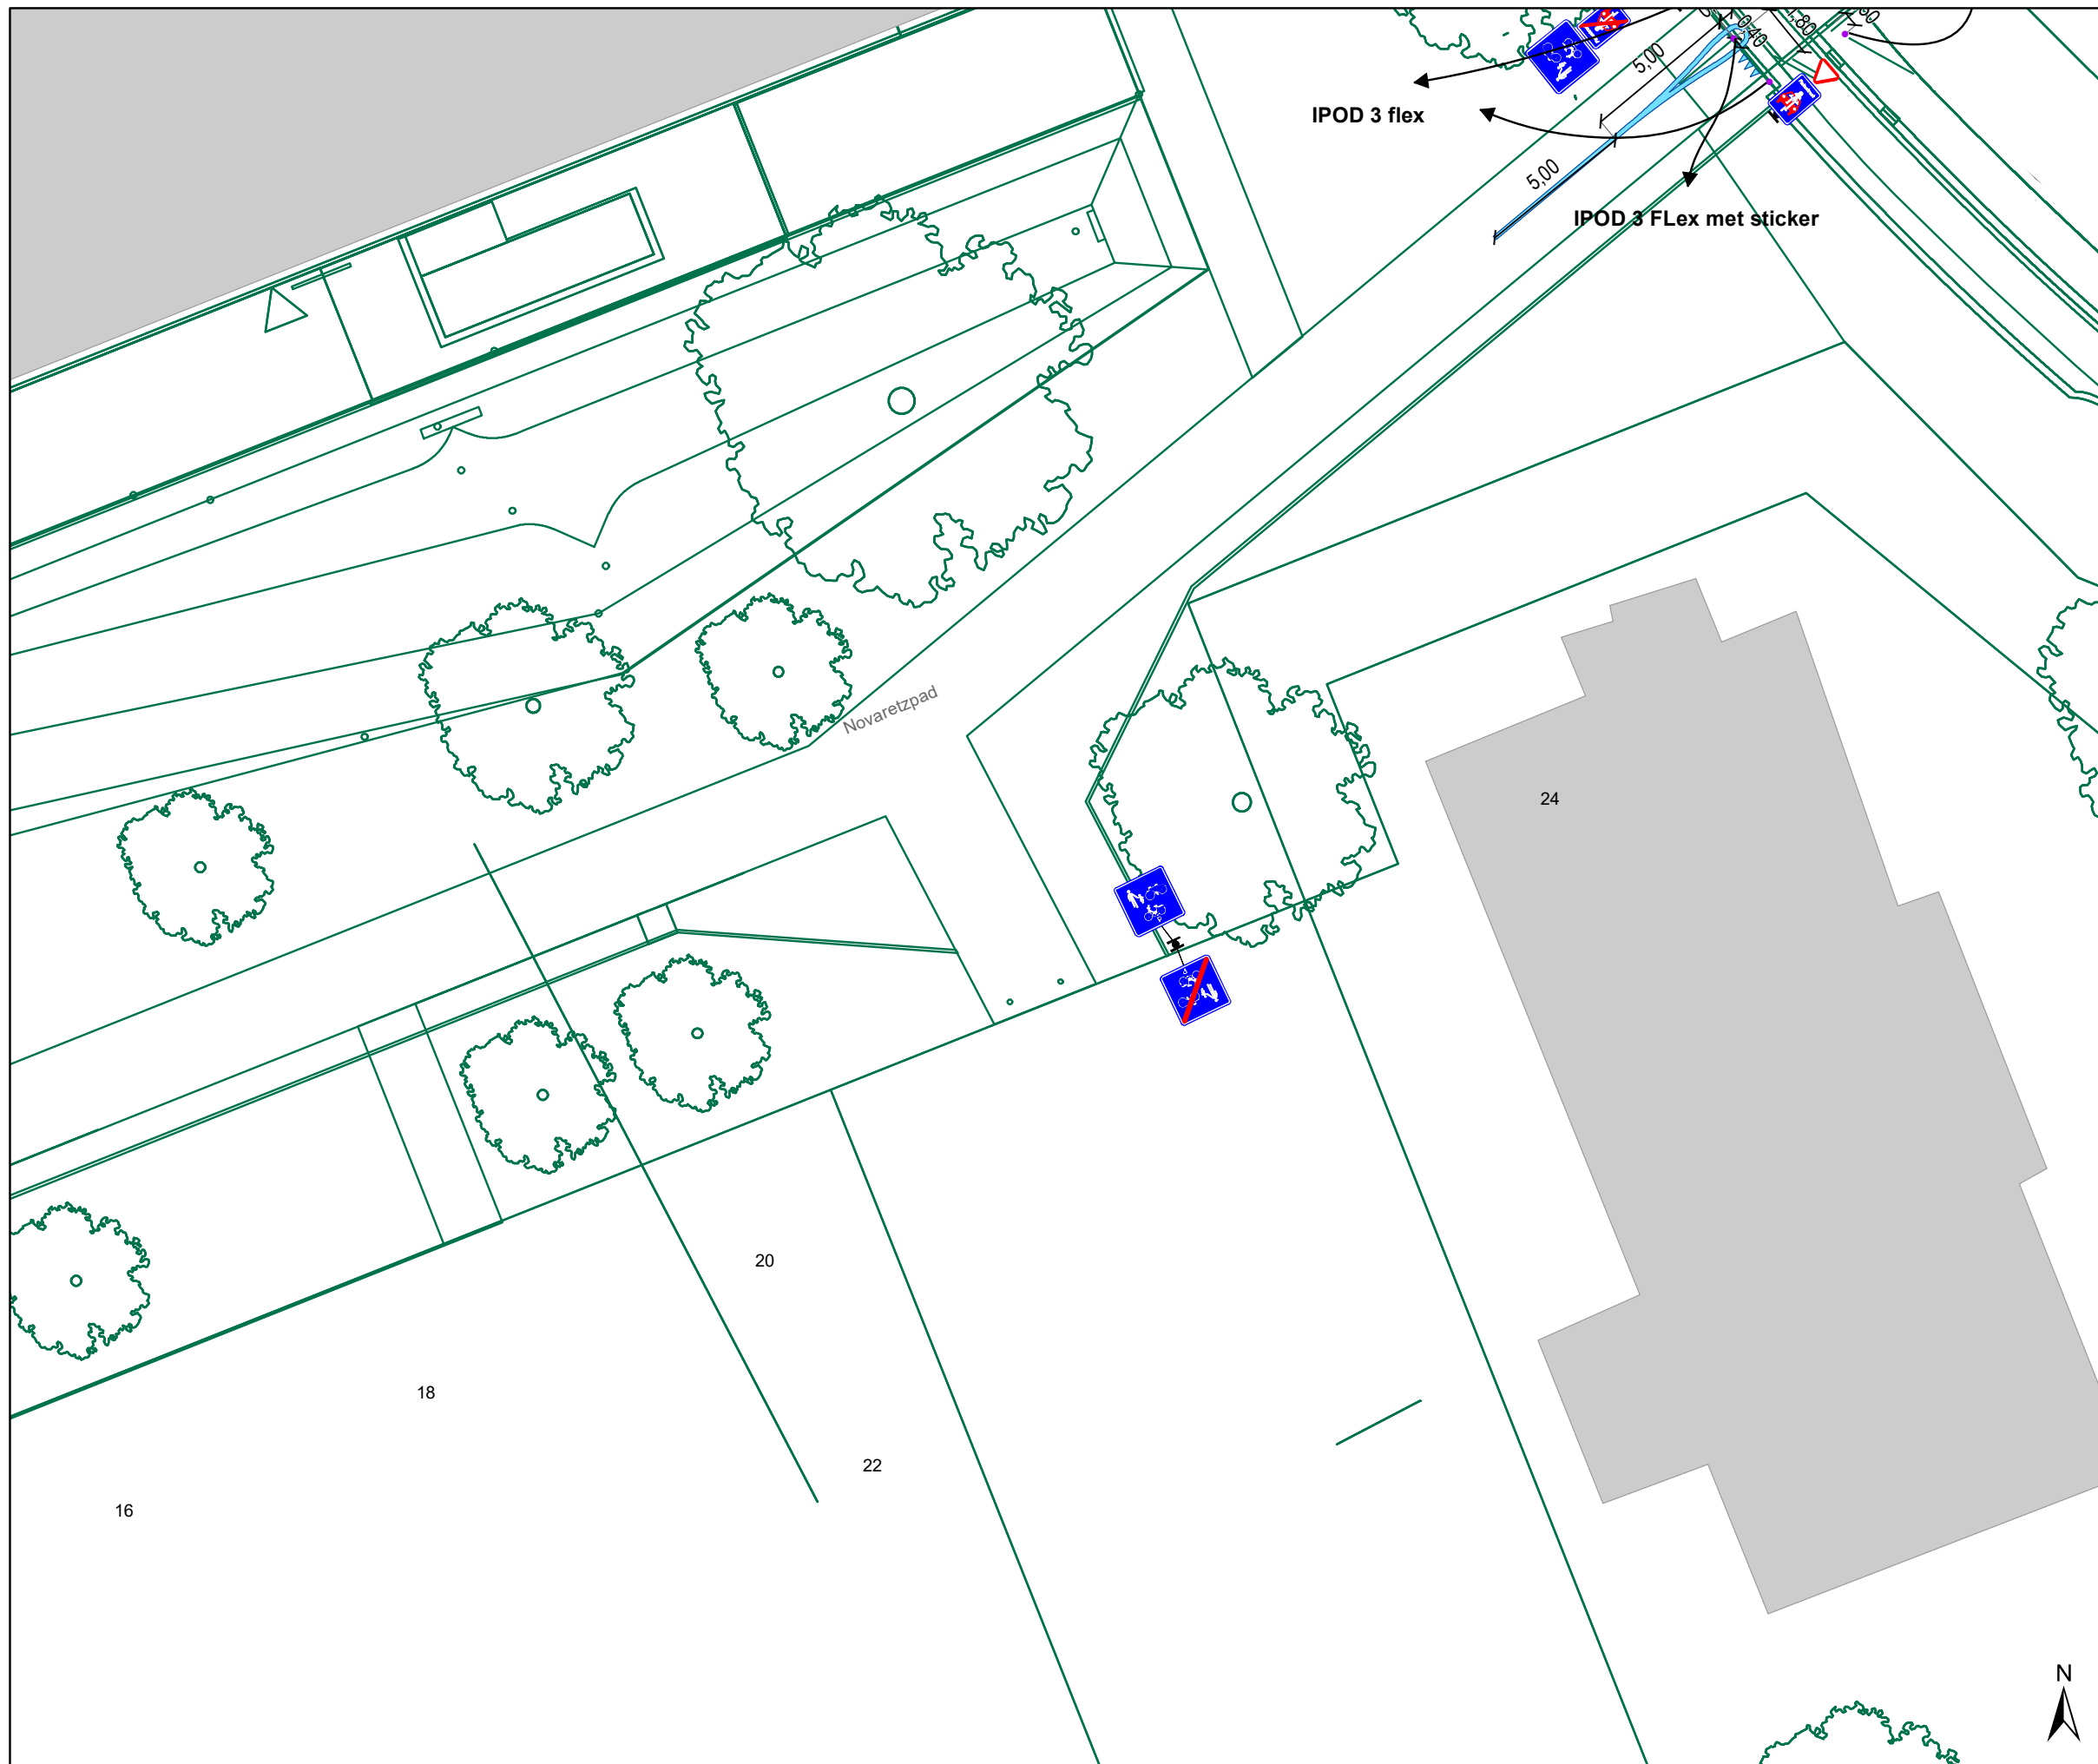 5,00
IPOD 3 flex
5,00
IPOD 3 FLex met sticker
Novaretzpad
24
20
18
22
16
N